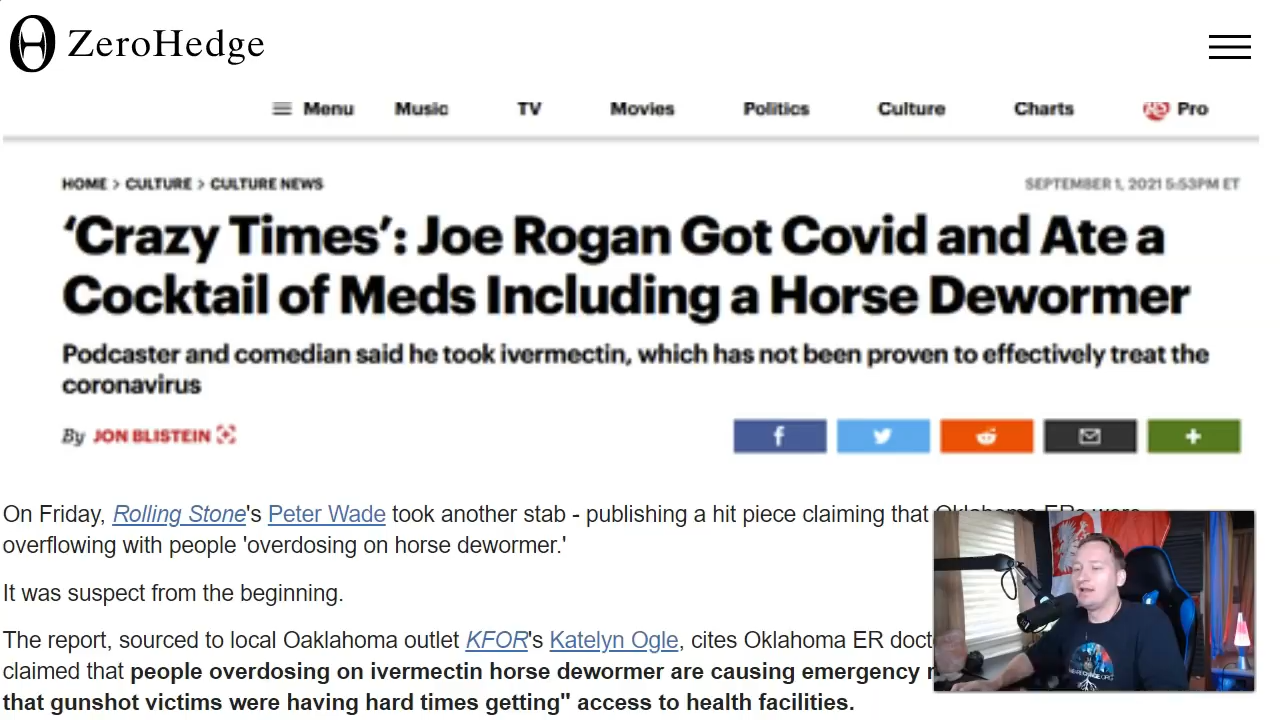 ZeroHedge
Menu Music TV Movies Politics Culture Charts Pro
HOME > CULTURE > CULTURE NEWS
SEPTEMBER 1, 2021 5:53PM ET
‘Crazy Times’: Joe Rogan Got Covid and Ate a
Cocktail of Meds Including a Horse Dewormer
Podcaster and comedian said he took ivermectin, which has not been proven to effectively treat the
coronavirus
By JON BLISTEIN
On Friday, Rolling Stone's Peter Wade took another stab - publishing a hit piece claiming that Oklahoma ERs were
overflowing with people 'overdosing on horse dewormer.'
It was suspect from the beginning.
The report, sourced to local Oaklahoma outlet KFOR's Katelyn Ogle, cites Oklahoma ER
claimed that people overdosing on ivermectin horse dewormer are causing emergency
that gunshot victims were having hard times getting" access to health facilities.